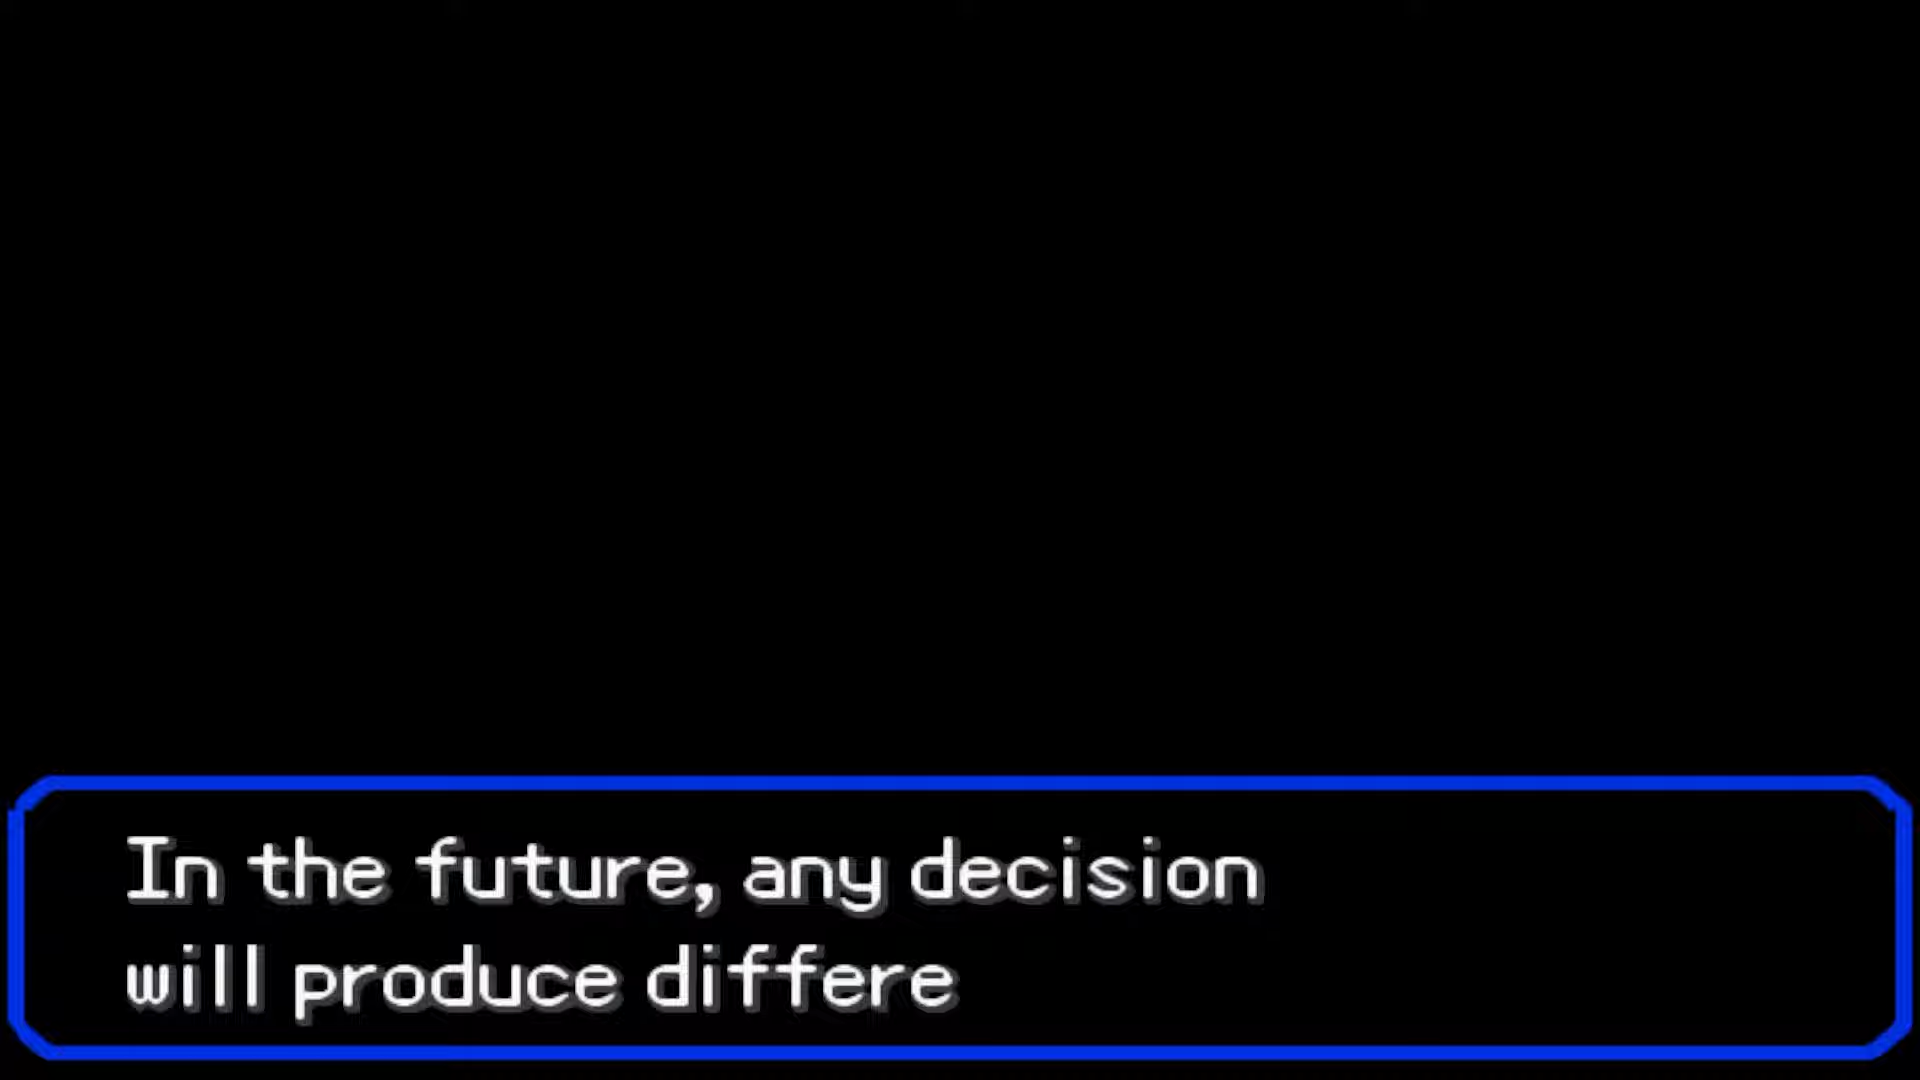 In the future, any decision
will produce differe